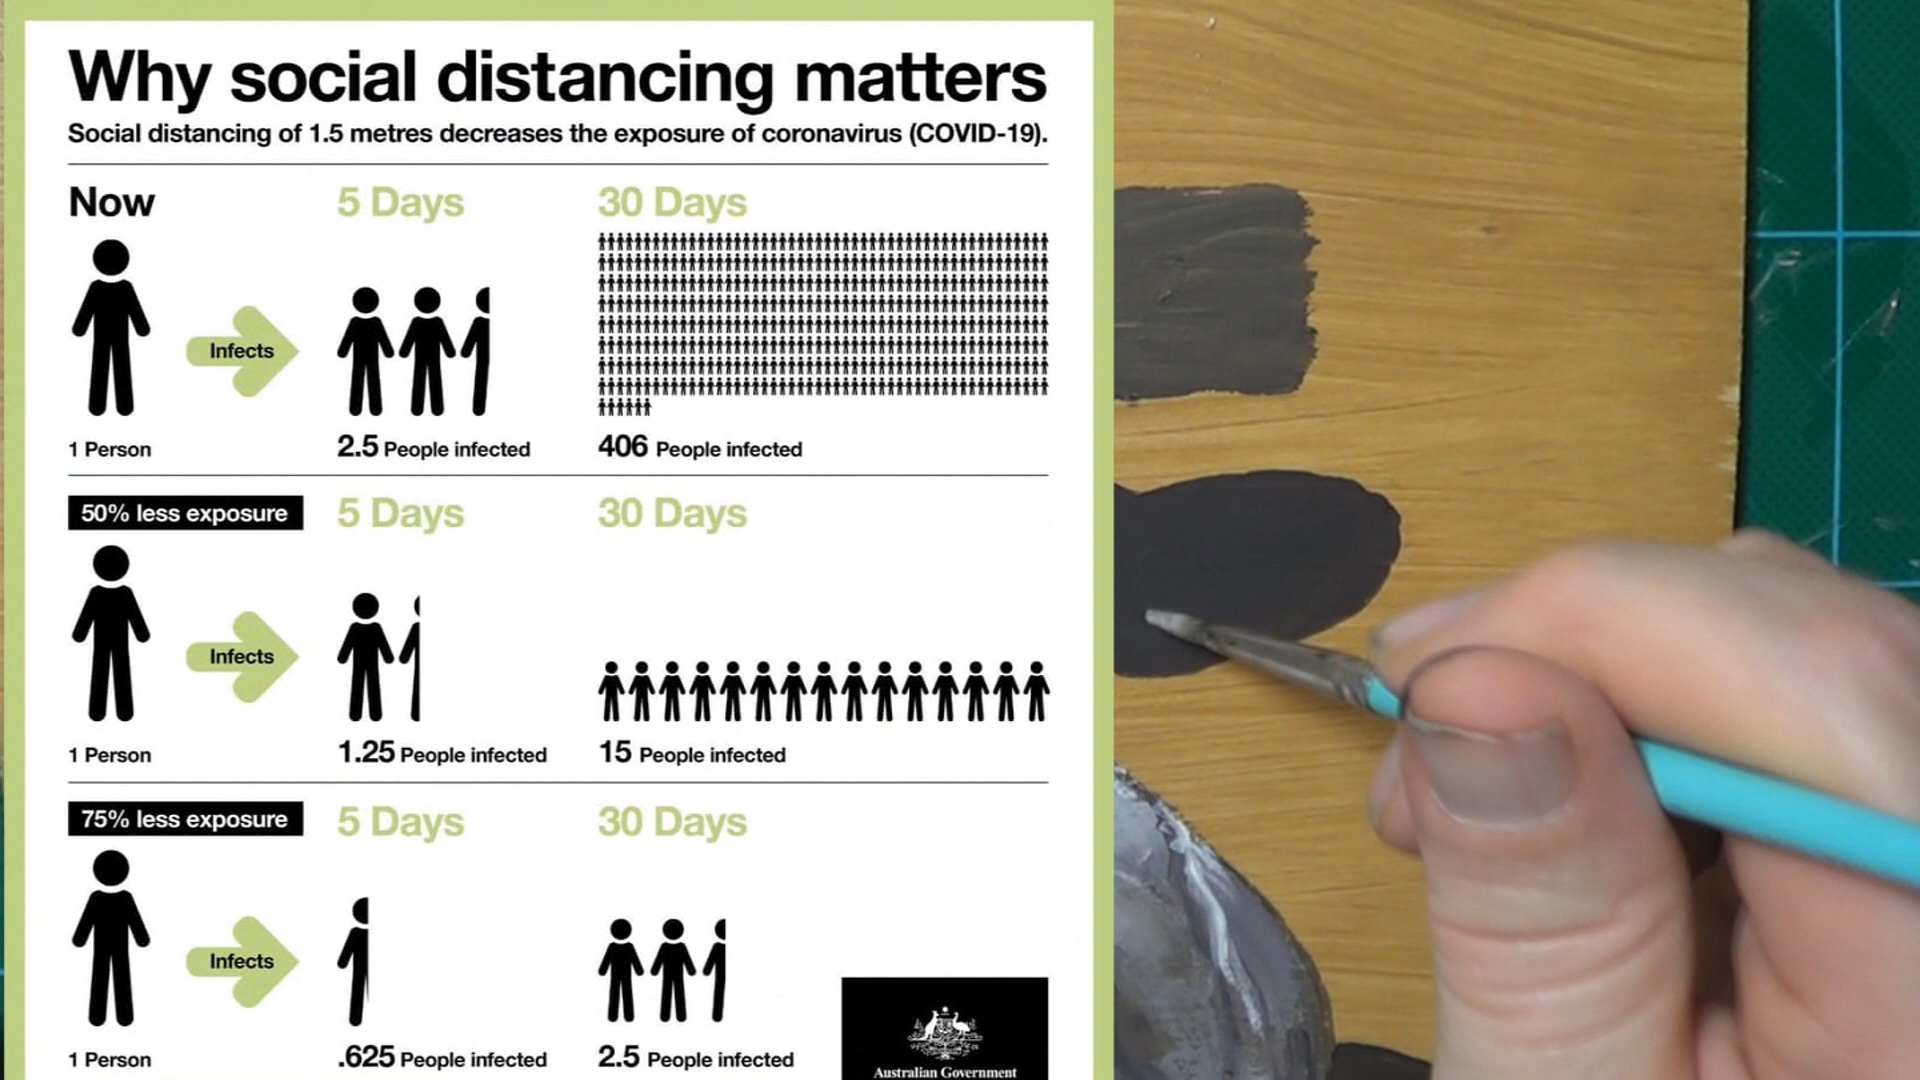 Why social distancing matters
Social distancing of 1.5 metres decreases the exposure of coronavirus (COVID-19).
Now 5 Days 30 Days
Infects
1 Person 2.5 People infected 406 People infected
50% less exposure 5 Days 30 Days
Infects
1 Person 1.25 People infected 15 People infected
75% less exposure 5 Days 30 Days
Infects
1 Person .625 People infected 2.5 People infected
Australian Government